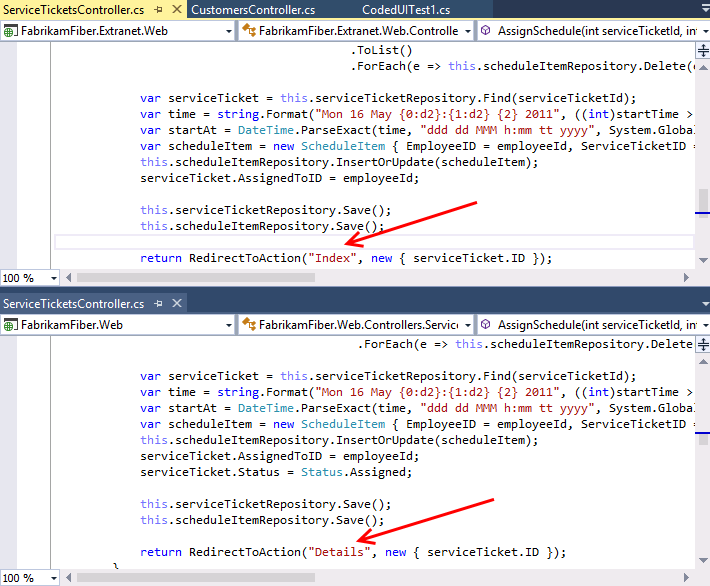 ServiceTicketsController.cs CustomersController.cs CodedUITest1.cs
FabrikamFiber.Extranet.Web FabrikamFiber.Extranet.Web.Controlle AssignSchedule(int serviceTicketId, int
.ToList()
.ForEach(e => this.scheduleItemRepository.Delete(
var serviceTicket = this.serviceTicketRepository.Find(serviceTicketId);
var time = string.Format("Mon 16 May {0:d2}:{1:d2} {2} 2011", ((int)startTime >
var startAt = DateTime.ParseExact(time, "ddd dd MMM h:mm tt yyyy", System.Global
var scheduleItem = new ScheduleItem { EmployeeID = employeeId, ServiceTicketID =
this.scheduleItemRepository.InsertOrUpdate(scheduleItem);
serviceTicket.AssignedToID = employeeId;
this.serviceTicketRepository.Save();
this.scheduleItemRepository.Save();
return RedirectToAction("Index", new { serviceTicket.ID });
100 %
ServiceTicketsController.cs
FabrikamFiber.Web FabrikamFiber.Web.Controllers.Service AssignSchedule(int serviceTicketId, int
.ForEach(e => this.scheduleItemRepository.Delete
var serviceTicket = this.serviceTicketRepository.Find(serviceTicketId);
var time = string.Format("Mon 16 May {0:d2}:{1:d2} {2} 2011", ((int)startTime >
var startAt = DateTime.ParseExact(time, "ddd dd MMM h:mm tt yyyy", System.Global
var scheduleItem = new ScheduleItem { EmployeeID = employeeId, ServiceTicketID =
this.scheduleItemRepository.InsertOrUpdate(scheduleItem);
serviceTicket.AssignedToID = employeeId;
serviceTicket.Status = Status.Assigned;
this.serviceTicketRepository.Save();
this.scheduleItemRepository.Save();
return RedirectToAction("Details", new { serviceTicket.ID });
}
100 %